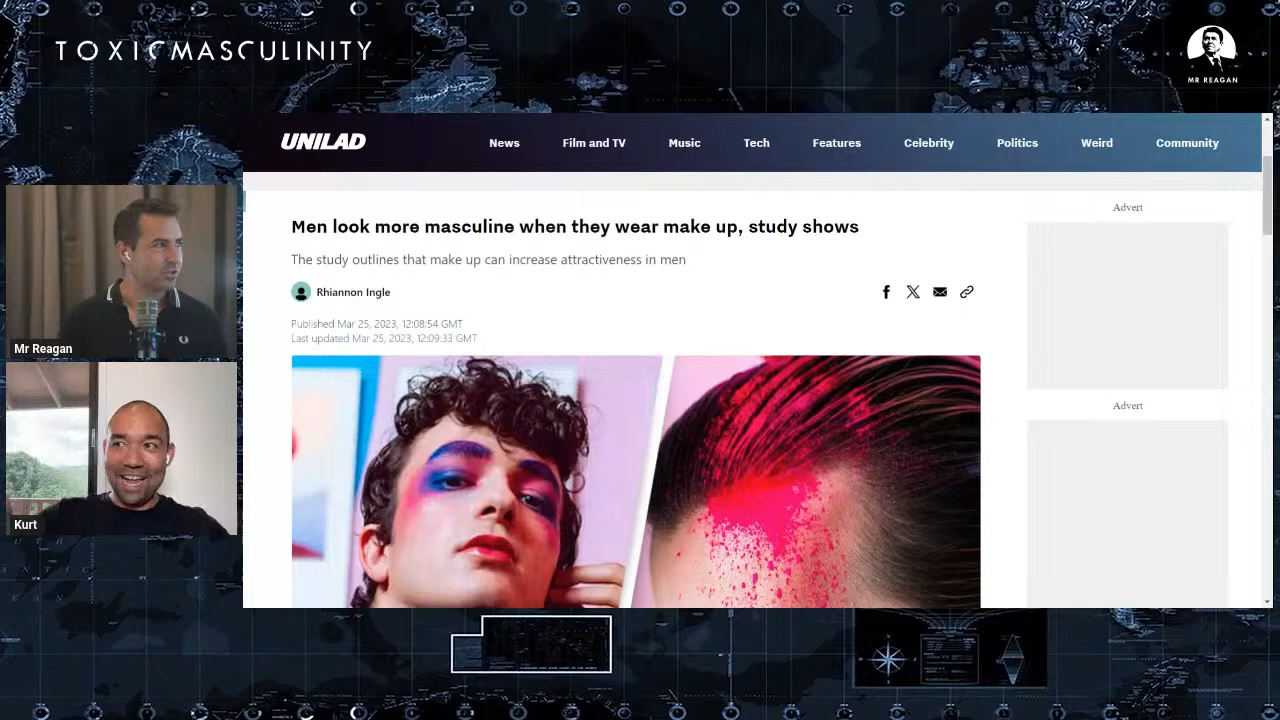 TOXICMASCULINITY
MR REAGAN
UNILAD
News Film and TV Music Tech Features Celebrity Politics Weird Community
Men look more masculine when they wear make up, study shows
The study outlines that make up can increase attractiveness in men
Rhiannon Ingle
Published Mar 25, 2023, 12:08:54 GMT
Last updated Mar 25, 2023, 12:09:33 GMT
Advert
Advert
Mr Reagan
Kurt